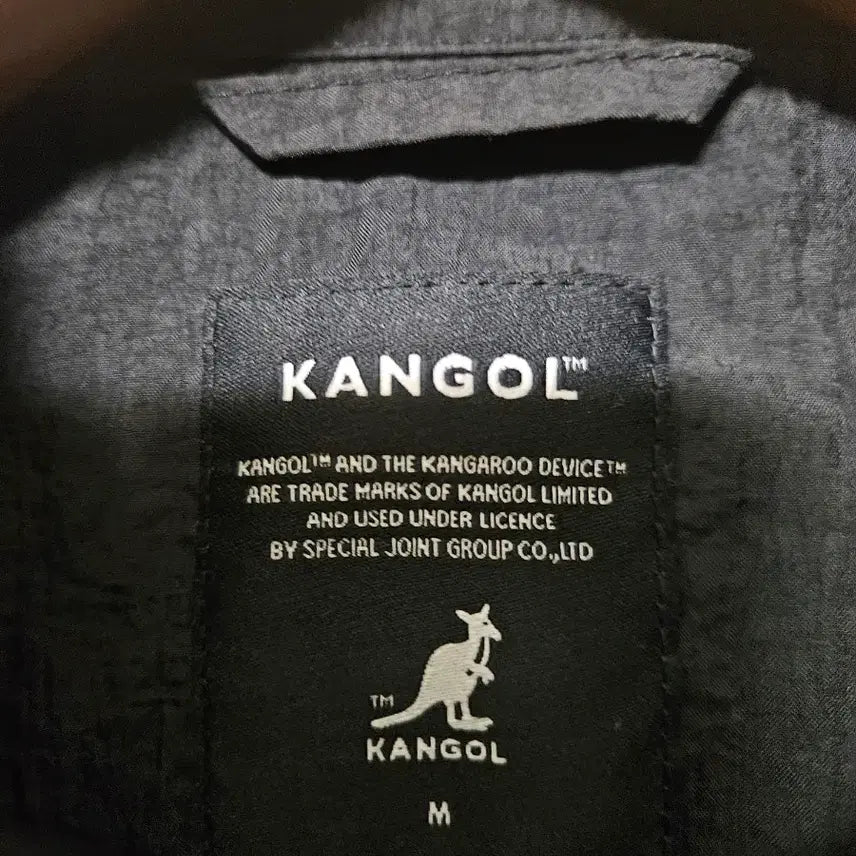 KANGOL™
KANGOL™ AND THE KANGAROO DEVICE™
ARE TRADE MARKS OF KANGOL LIMITED
AND USED UNDER LICENCE
BY SPECIAL JOINT GROUP CO.,LTD
TM
KANGOL
M